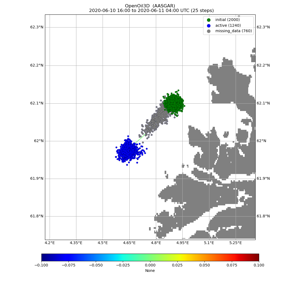 OpenDrift3D (AASGAR)
2020-06-10 16:00 to 2020-06-11 04:00 UTC (25 steps)
initial (2000)
active (1240)
missing_data (760)
62.3°N
62.2°N
62.1°N
62°N
61.9°N
61.8°N
62.3°N
62.2°N
62.1°N
62°N
61.9°N
61.8°N
4.2°E
4.35°E
4.5°E
4.65°E
4.8°E
4.95°E
5.1°E
5.25°E
−0.100
−0.075
−0.050
−0.025
0.000
0.025
0.050
0.075
0.100
None